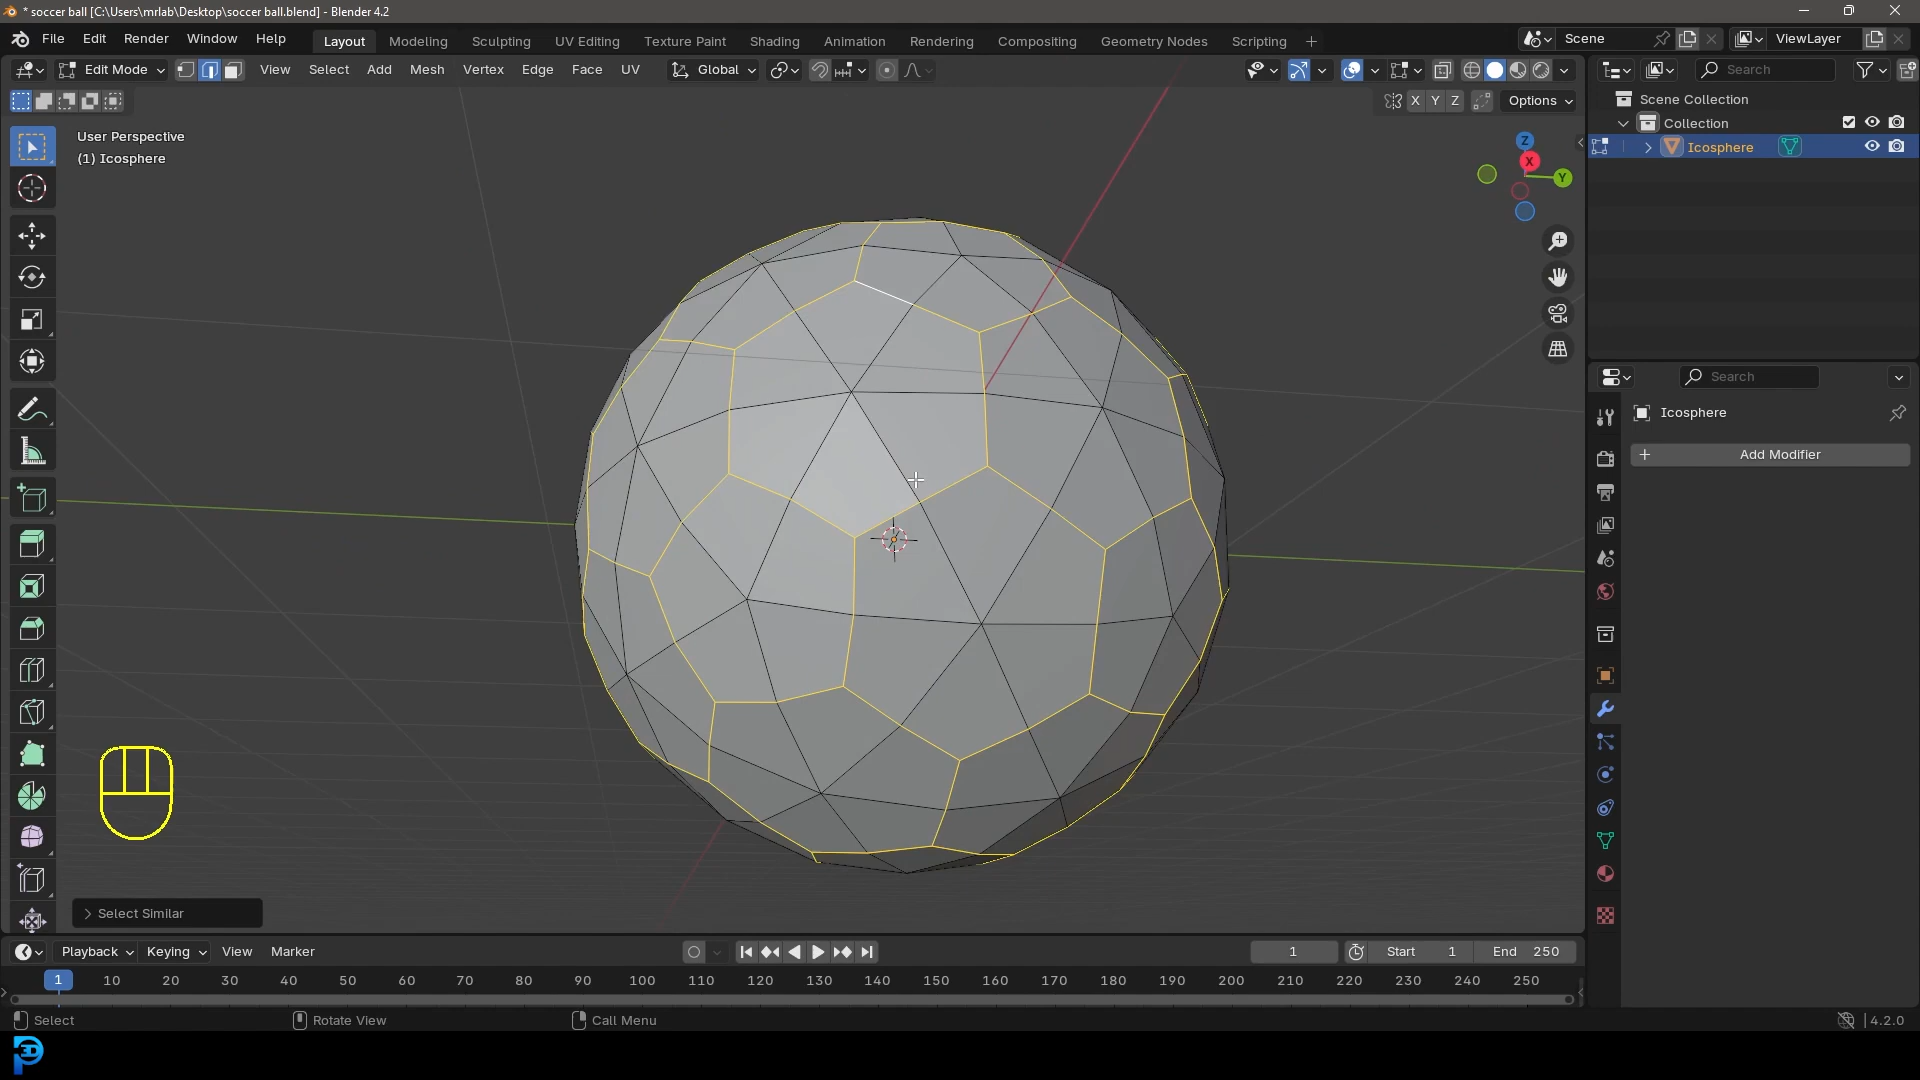 * soccer ball [C:\Users\mrlab\Desktop\soccer ball.blend] - Blender 4.2
File Edit Render Window Help Layout Modeling Sculpting UV Editing Texture Paint Shading Animation Rendering Compositing Geometry Nodes Scripting + Scene ViewLayer
Edit Mode View Select Add Mesh Vertex Edge Face UV Global Search
X Y Z Options
Scene Collection
Collection
Icosphere
User Perspective
(1) Icosphere
Z
X
Y
Search
Icosphere
Add Modifier
Select Similar
Playback Keying View Marker 1 Start 1 End 250
1 10 20 30 40 50 60 70 80 90 100 110 120 130 140 150 160 170 180 190 200 210 220 230 240 250
Select Rotate View Call Menu 4.2.0
3D